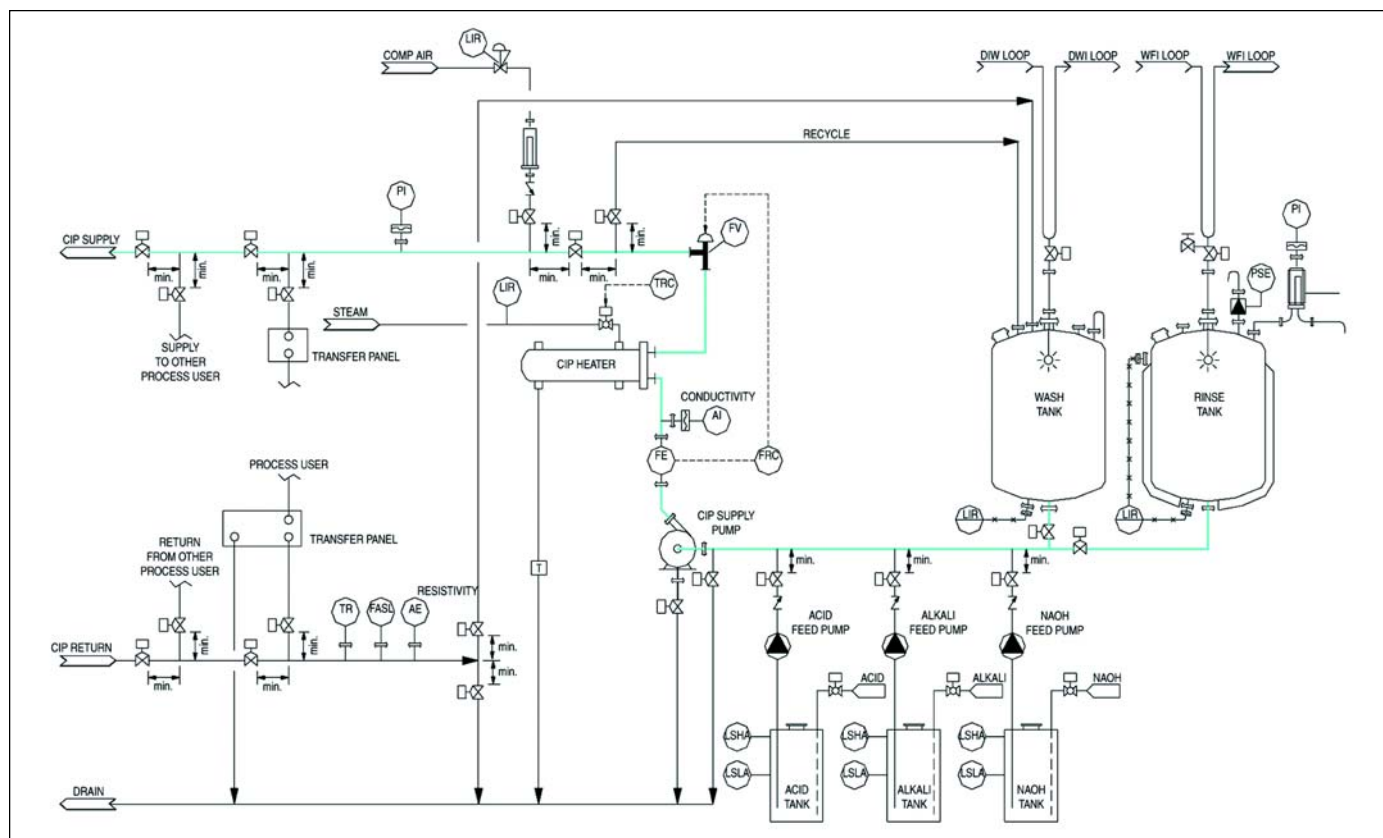 LIR
COMP AIR
DIW LOOP
DWI LOOP
WFI LOOP
WFI LOOP
RECYCLE
PI
FV
PI
PSE
CIP SUPPLY
min.
min.
min.
min.
min.
min.
min.
min.
LIR
TRC
STEAM
SUPPLY
TO OTHER
PROCESS USER
TRANSFER PANEL
CIP HEATER
CONDUCTIVITY
AI
WASH
TANK
RINSE
TANK
FE
FRC
PROCESS USER
LIR
LIR
CIP SUPPLY
PUMP
TRANSFER PANEL
RETURN
FROM OTHER
PROCESS USER
min.
min.
min.
T
RESISTIVITY
TR
FASL
AE
ACID
FEED PUMP
ALKALI
FEED PUMP
NAOH
FEED PUMP
CIP RETURN
min.
min.
min.
min.
min.
min.
ACID
ALKALI
NAOH
LSHA
LSHA
LSHA
LSLA
LSLA
LSLA
DRAIN
ACID
TANK
ALKALI
TANK
NAOH
TANK